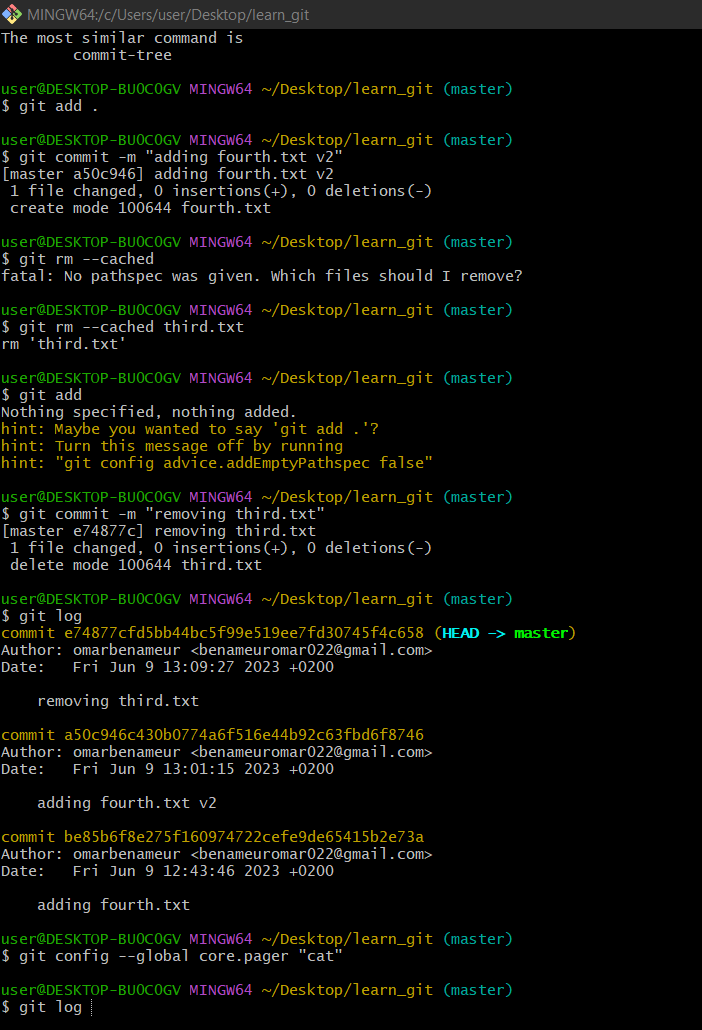 MINGW64:/c/Users/user/Desktop/learn_git
The most similar command is
        commit-tree
user@DESKTOP-BU0C0GV MINGW64 ~/Desktop/learn_git (master)
$ git add .
user@DESKTOP-BU0C0GV MINGW64 ~/Desktop/learn_git (master)
$ git commit -m "adding fourth.txt v2"
[master a50c946] adding fourth.txt v2
 1 file changed, 0 insertions(+), 0 deletions(-)
 create mode 100644 fourth.txt
user@DESKTOP-BU0C0GV MINGW64 ~/Desktop/learn_git (master)
$ git rm --cached
fatal: No pathspec was given. Which files should I remove?
user@DESKTOP-BU0C0GV MINGW64 ~/Desktop/learn_git (master)
$ git rm --cached third.txt
rm 'third.txt'
user@DESKTOP-BU0C0GV MINGW64 ~/Desktop/learn_git (master)
$ git add
Nothing specified, nothing added.
hint: Maybe you wanted to say 'git add .'?
hint: Turn this message off by running
hint: "git config advice.addEmptyPathspec false"
user@DESKTOP-BU0C0GV MINGW64 ~/Desktop/learn_git (master)
$ git commit -m "removing third.txt"
[master e74877c] removing third.txt
 1 file changed, 0 insertions(+), 0 deletions(-)
 delete mode 100644 third.txt
user@DESKTOP-BU0C0GV MINGW64 ~/Desktop/learn_git (master)
$ git log
commit e74877cfd5bb44bc5f99e519ee7fd30745f4c658 (HEAD -> master)
Author: omarbenameur <benameuromar022@gmail.com>
Date:   Fri Jun 9 13:09:27 2023 +0200
    removing third.txt
commit a50c946c430b0774a6f516e44b92c63fbd6f8746
Author: omarbenameur <benameuromar022@gmail.com>
Date:   Fri Jun 9 13:01:15 2023 +0200
    adding fourth.txt v2
commit be85b6f8e275f160974722cefe9de65415b2e73a
Author: omarbenameur <benameuromar022@gmail.com>
Date:   Fri Jun 9 12:43:46 2023 +0200
    adding fourth.txt
user@DESKTOP-BU0C0GV MINGW64 ~/Desktop/learn_git (master)
$ git config --global core.pager "cat"
user@DESKTOP-BU0C0GV MINGW64 ~/Desktop/learn_git (master)
$ git log